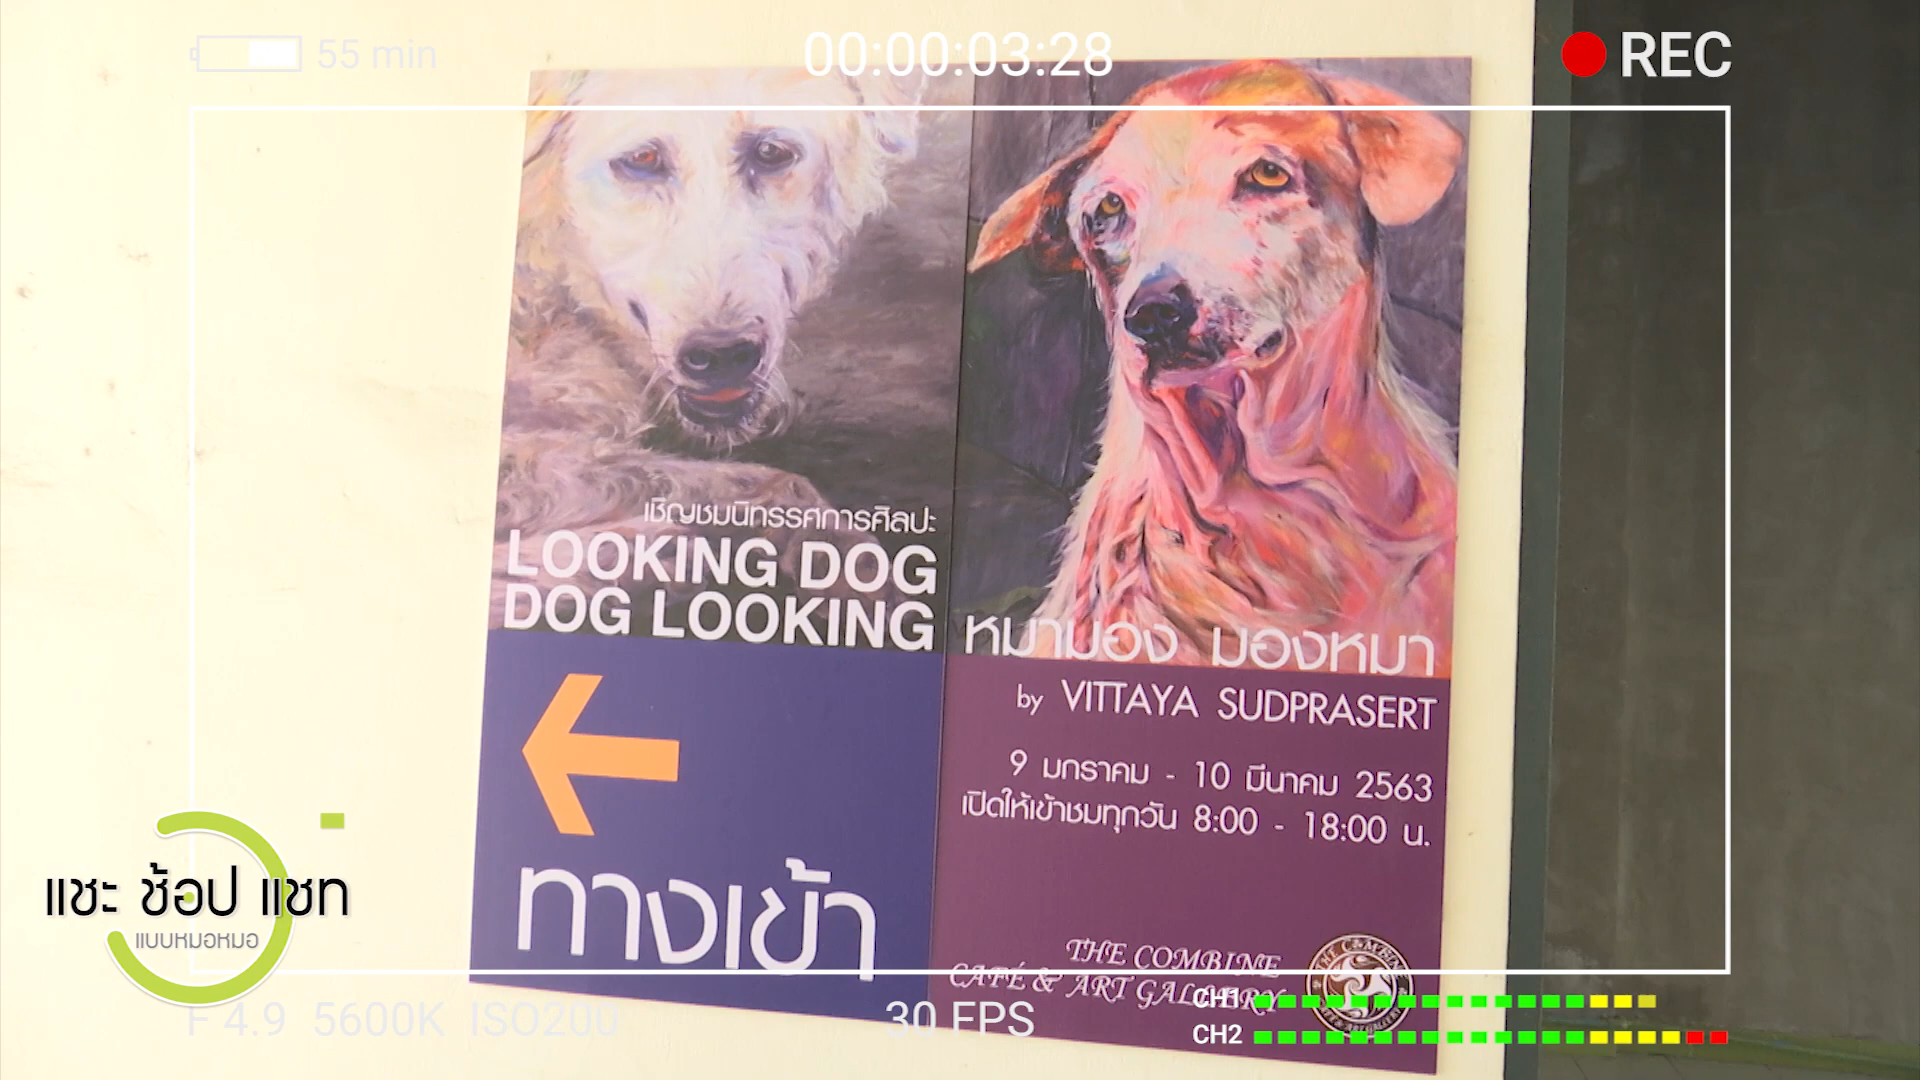 55 min
00:00:03:28
REC
เชิญชมนิทรรศการศิลปะ
LOOKING DOG
DOG LOOKING
หมามอง มองหมา
by VITTAYA SUDPRASERT
9 มกราคม - 10 มีนาคม 2563
เปิดให้เข้าชมทุกวัน 8:00 - 18:00 น.
ทางเข้า
THE COMBINE
CAFÉ & ART GALLERY
แชะ ช้อป แชท
แบบหมอหมอ
F 4.9 5600K ISO200
30 FPS
CH1
CH2